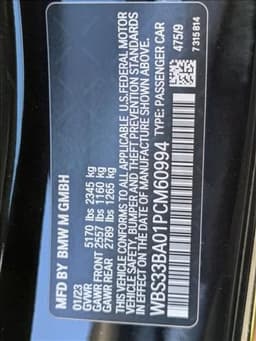 MFD BY BMW M GMBH
01/23
GVWR 5170 lbs 2345 kg
GAWR FRONT 2557 lbs 1160 kg
GAWR REAR 2789 lbs 1265 kg
THIS VEHICLE CONFORMS TO ALL APPLICABLE U.S. FEDERAL MOTOR
VEHICLE SAFETY, BUMPER AND THEFT PREVENTION STANDARDS
IN EFFECT ON THE DATE OF MANUFACTURE SHOWN ABOVE.
WBS33BA01PCM60994 TYPE: PASSENGER CAR
475/9
7 315 814